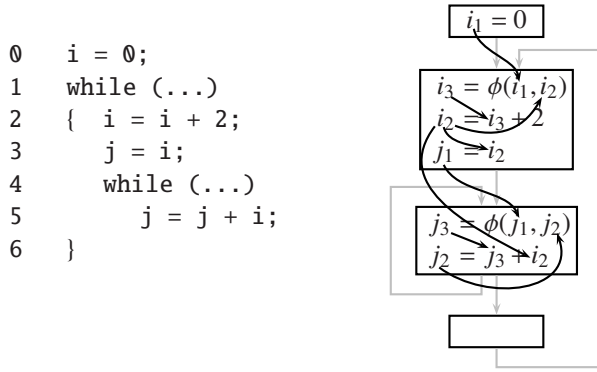 0 i = 0;
1 while (...)
2 { i = i + 2;
3 j = i;
4 while (...)
5 j = j + i;
6 }
i₁ = 0
i₃ = ϕ(i₁, i₂)
i₂ = i₃ + 2
j₁ = i₂
j₃ = ϕ(j₁, j₂)
j₂ = j₃ + i₂